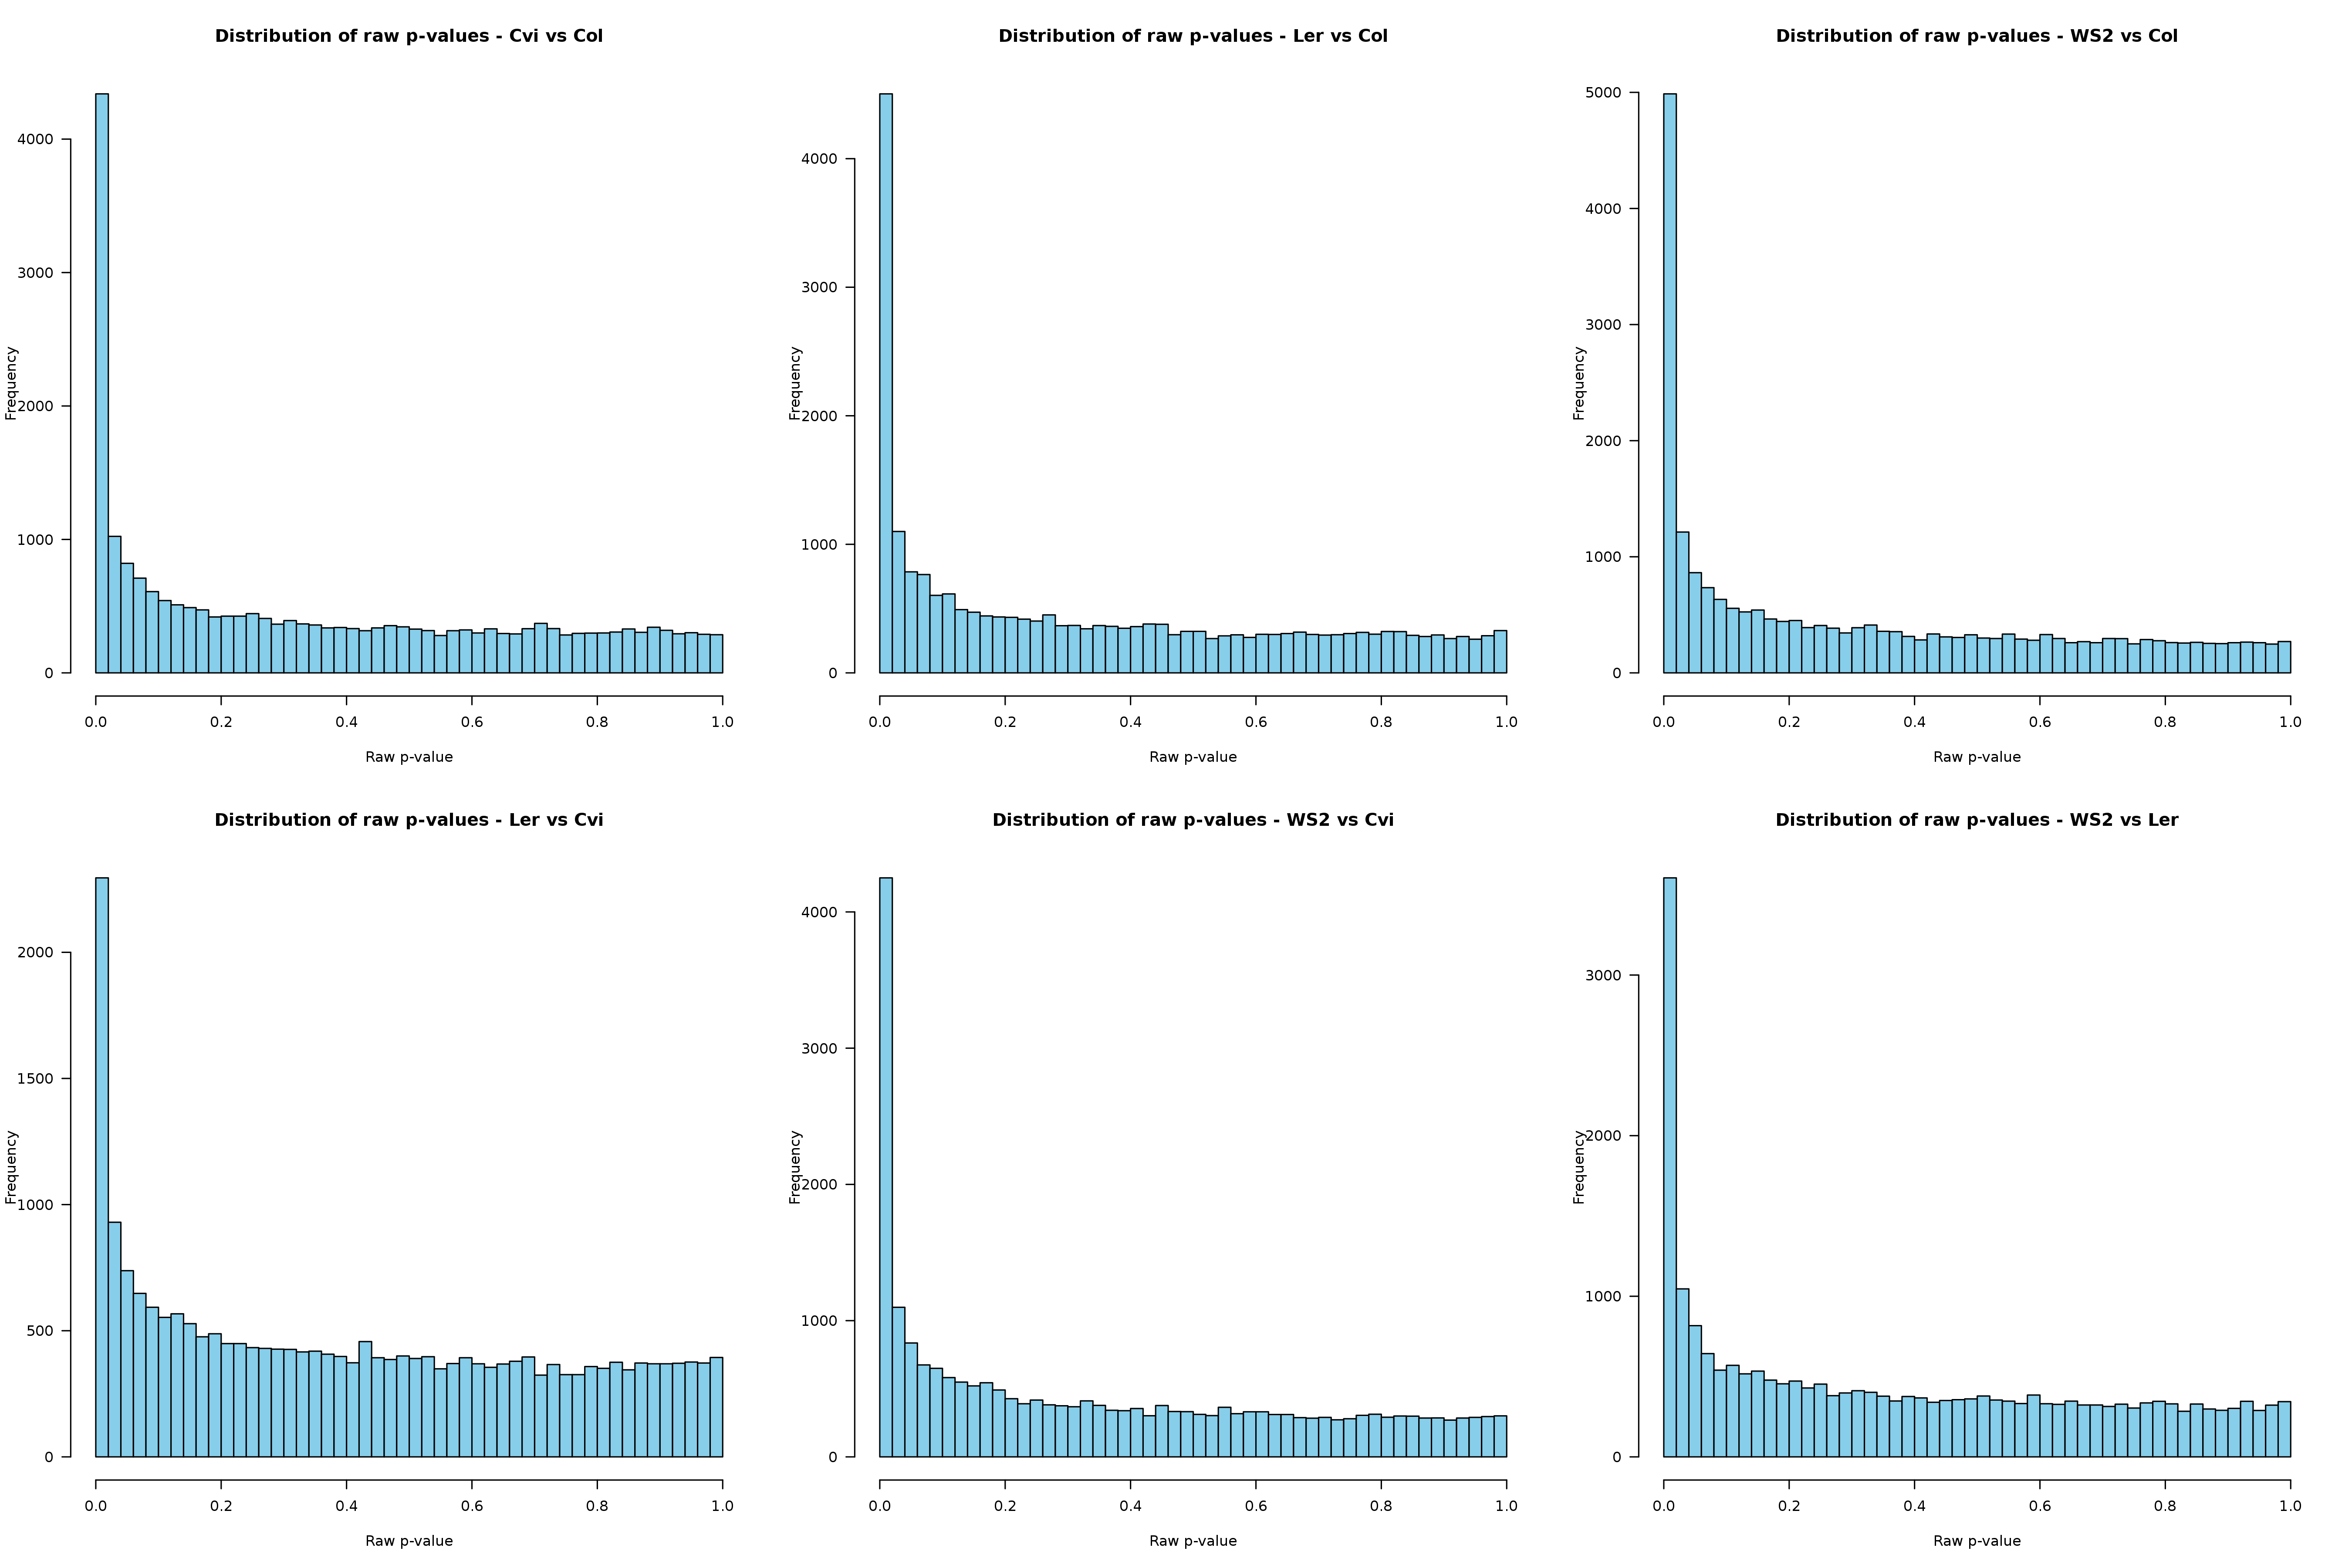 Distribution of raw p-values - Cvi vs Col
Frequency
0
1000
2000
3000
4000
0.0 0.2 0.4 0.6 0.8 1.0
Raw p-value
Distribution of raw p-values - Ler vs Col
Frequency
0
1000
2000
3000
4000
0.0 0.2 0.4 0.6 0.8 1.0
Raw p-value
Distribution of raw p-values - WS2 vs Col
Frequency
0
1000
2000
3000
4000
5000
0.0 0.2 0.4 0.6 0.8 1.0
Raw p-value
Distribution of raw p-values - Ler vs Cvi
Frequency
0
500
1000
1500
2000
0.0 0.2 0.4 0.6 0.8 1.0
Raw p-value
Distribution of raw p-values - WS2 vs Cvi
Frequency
0
1000
2000
3000
4000
0.0 0.2 0.4 0.6 0.8 1.0
Raw p-value
Distribution of raw p-values - WS2 vs Ler
Frequency
0
1000
2000
3000
0.0 0.2 0.4 0.6 0.8 1.0
Raw p-value